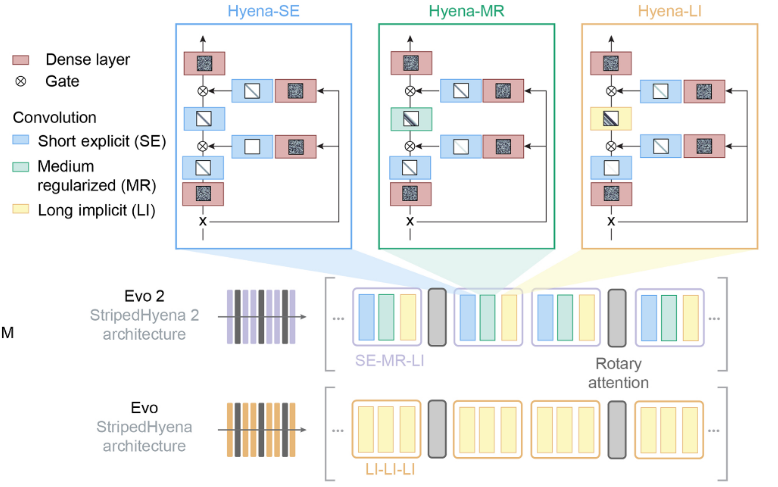 Hyena-SE
Hyena-MR
Hyena-LI
Dense layer
Gate
Convolution
Short explicit (SE)
Medium
regularized (MR)
Long implicit (LI)
x
x
x
M
Evo 2
StripedHyena 2
architecture
...
...
SE-MR-LI
Rotary
attention
Evo
StripedHyena
architecture
...
...
LI-LI-LI